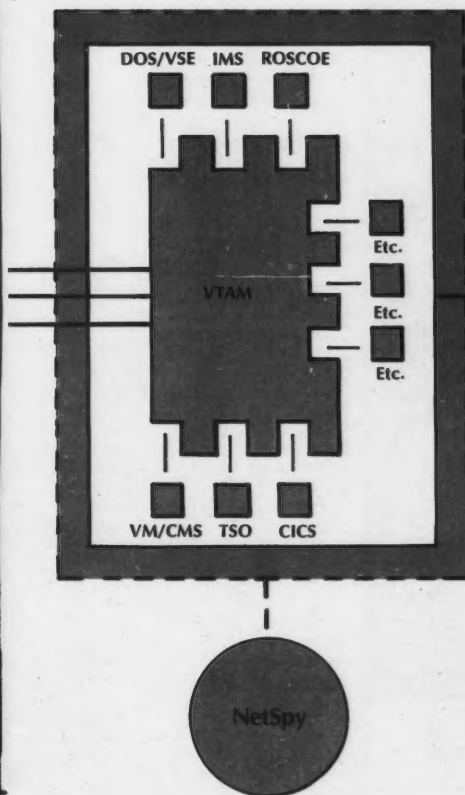 DOS/VSE IMS ROSCOE
Etc.
VTAM
Etc.
Etc.
VM/CMS TSO CICS
NetSpy